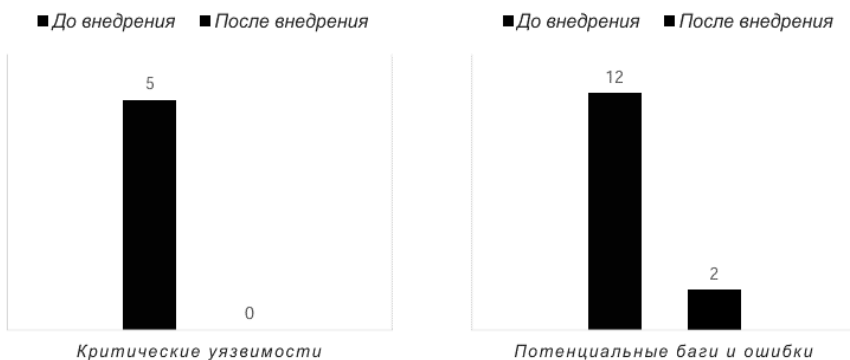 До внедрения После внедрения
5
0
Критические уязвимости
До внедрения После внедрения
12
2
Потенциальные баги и ошибки